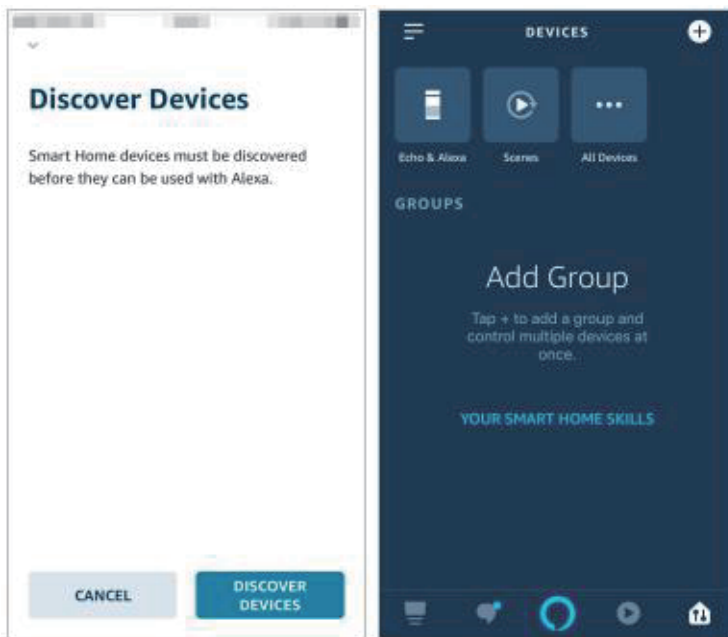 Discover Devices
Smart Home devices must be discovered
before they can be used with Alexa.
CANCEL
DISCOVER
DEVICES
DEVICES
Echo & Alexa
Scenes
All Devices
GROUPS
Add Group
Tap + to add a group and
control multiple devices at
once.
YOUR SMART HOME SKILLS